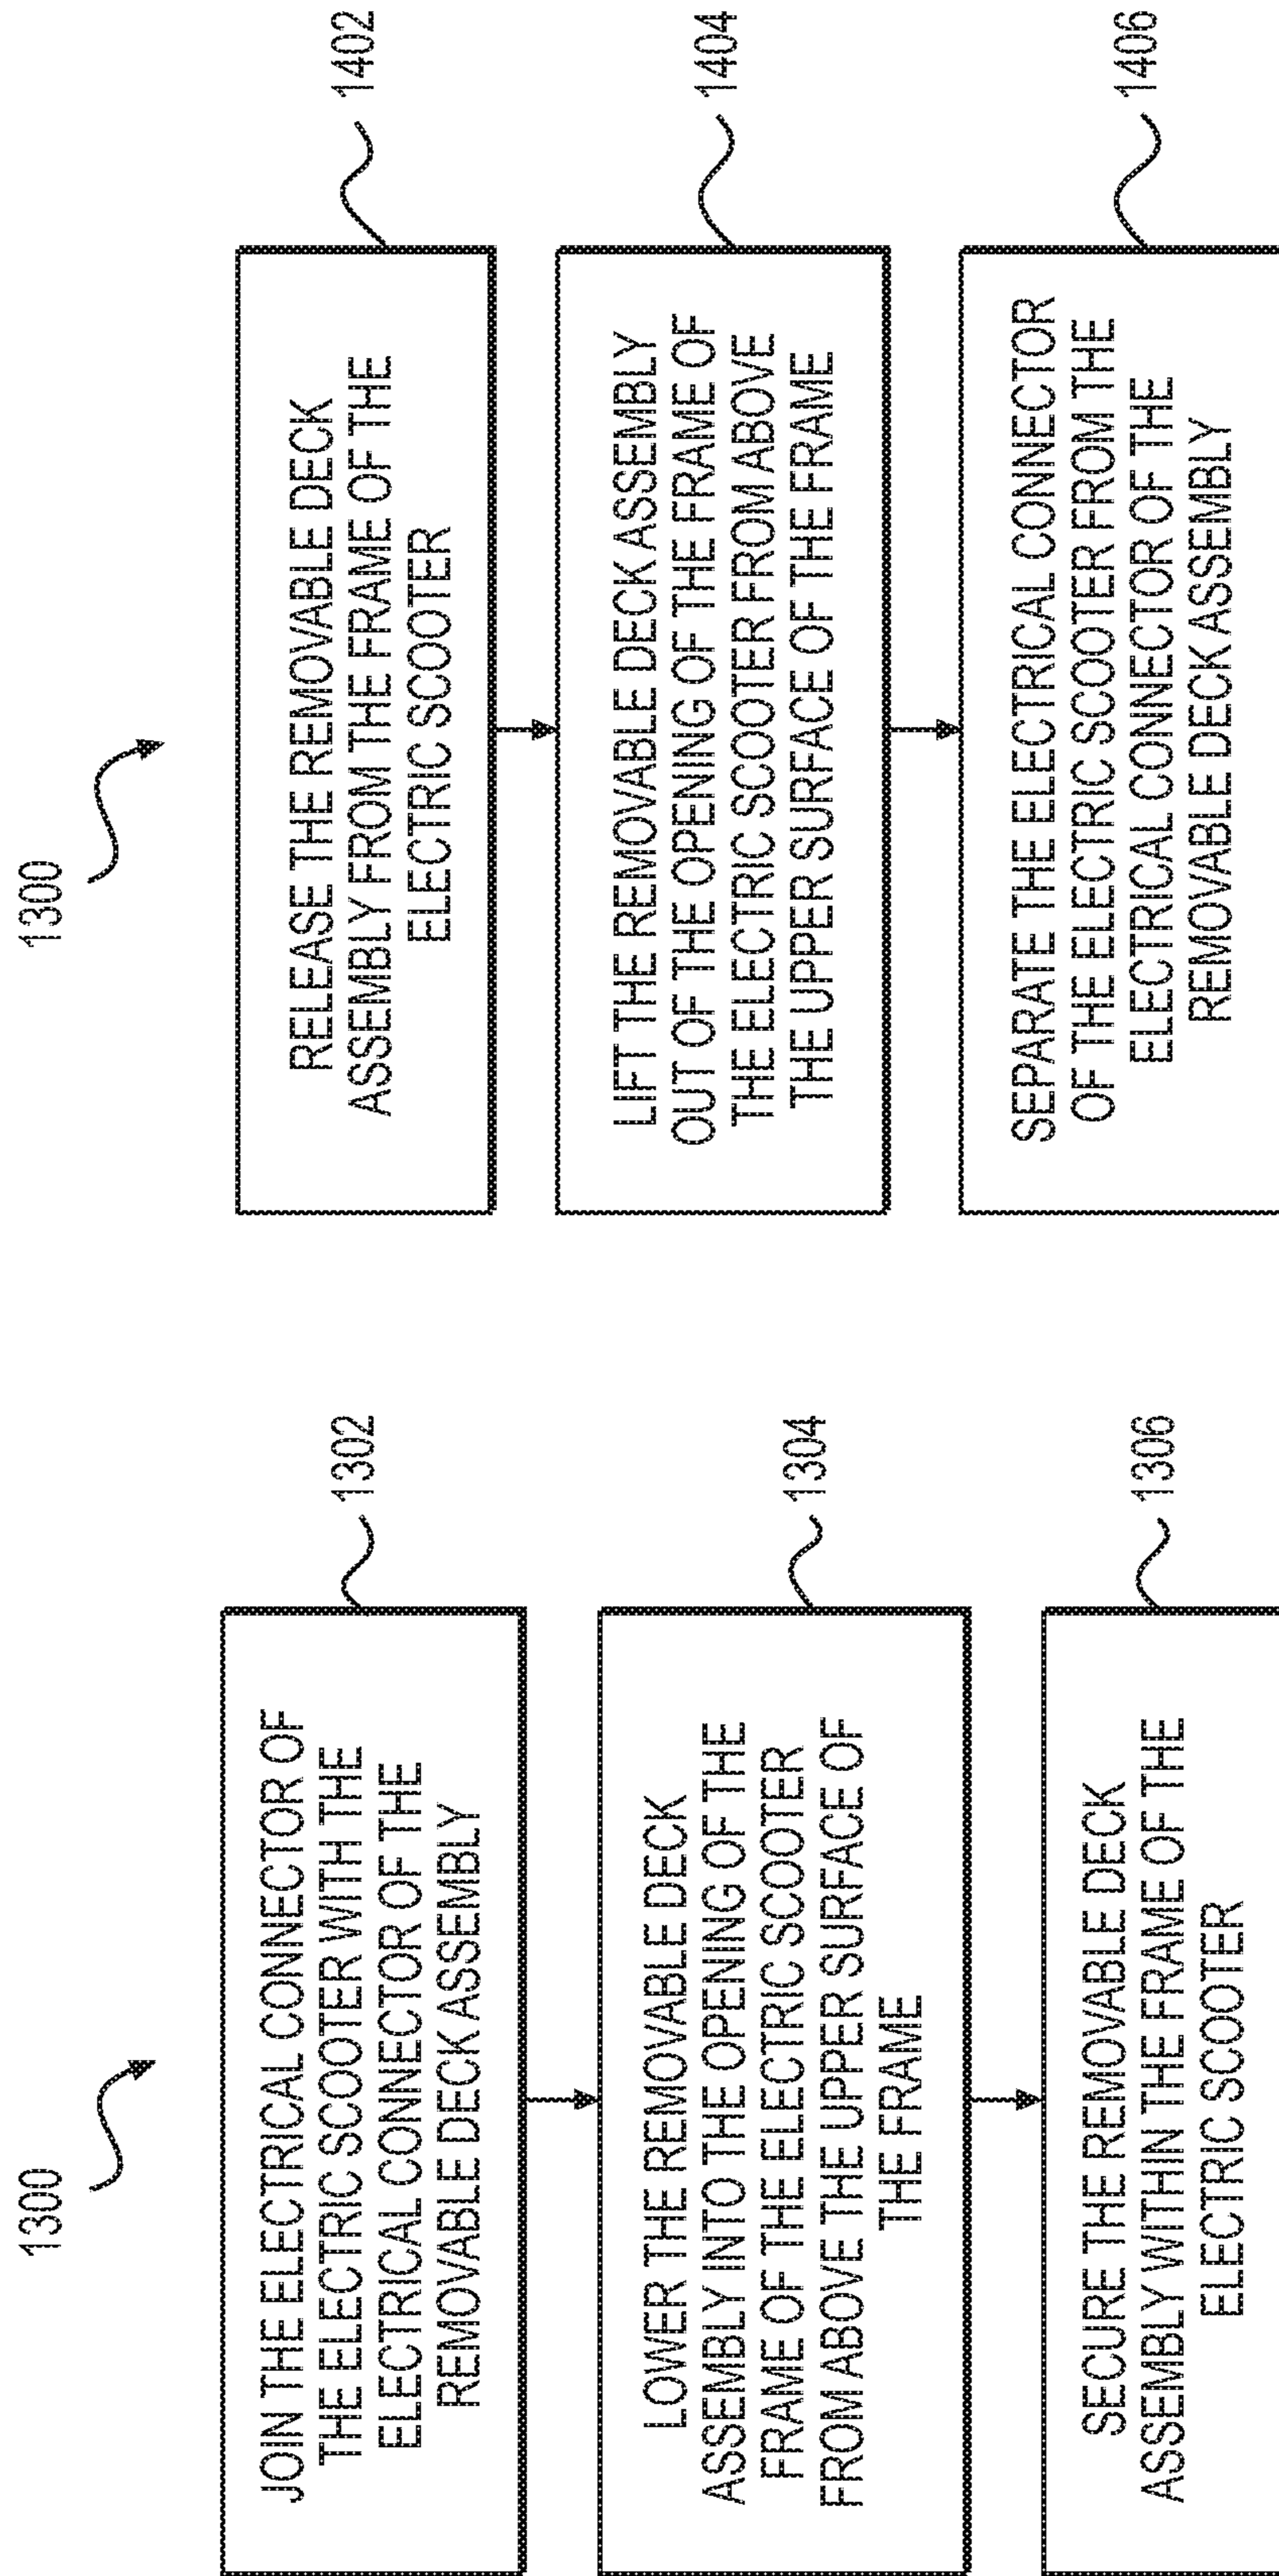 1300
JOIN THE ELECTRICAL CONNECTOR OF
THE ELECTRIC SCOOTER WITH THE
ELECTRICAL CONNECTOR OF THE
REMOVABLE DECK ASSEMBLY
1302
LOWER THE REMOVABLE DECK
ASSEMBLY INTO THE OPENING OF THE
FRAME OF THE ELECTRIC SCOOTER
FROM ABOVE THE UPPER SURFACE OF
THE FRAME
1304
SECURE THE REMOVABLE DECK
ASSEMBLY WITHIN THE FRAME OF THE
ELECTRIC SCOOTER
1306
1300
RELEASE THE REMOVABLE DECK
ASSEMBLY FROM THE FRAME OF THE
ELECTRIC SCOOTER
1402
LIFT THE REMOVABLE DECK ASSEMBLY
OUT OF THE OPENING OF THE FRAME OF
THE ELECTRIC SCOOTER FROM ABOVE
THE UPPER SURFACE OF THE FRAME
1404
SEPARATE THE ELECTRICAL CONNECTOR
OF THE ELECTRIC SCOOTER FROM THE
ELECTRICAL CONNECTOR OF THE
REMOVABLE DECK ASSEMBLY
1406